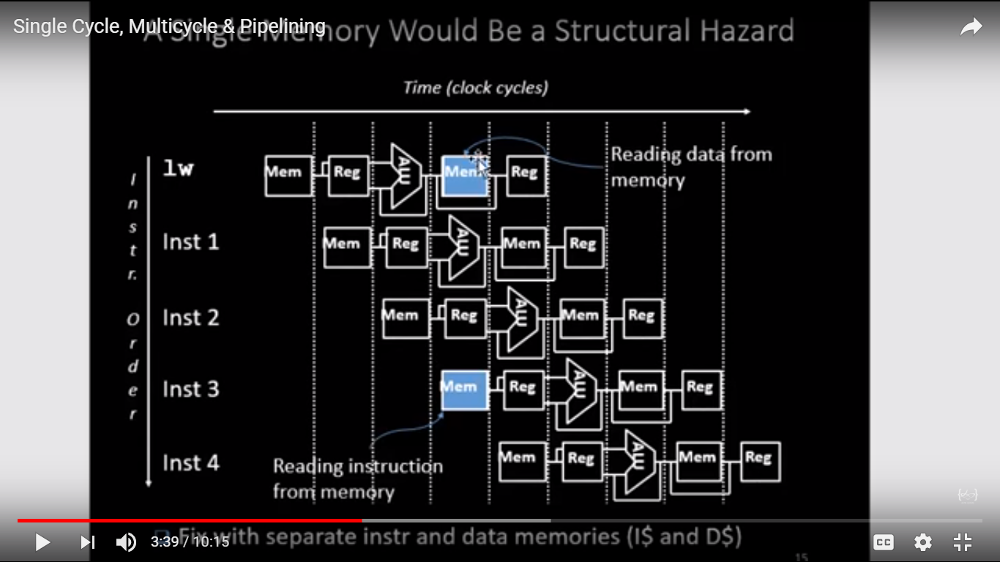 Single Cycle, Multicycle & Pipelining
A Single Memory Would Be a Structural Hazard
Time (clock cycles)
Instr. Order
lw
Mem Reg ALU Mem Reg
Reading data from
memory
Inst 1
Mem Reg ALU Mem Reg
Inst 2
Mem Reg ALU Mem Reg
Inst 3
Mem Reg ALU Mem Reg
Inst 4
Mem Reg ALU Mem Reg
Reading instruction
from memory
Fix with separate instr and data memories (I$ and D$)
3:39 / 10:15
CC
15